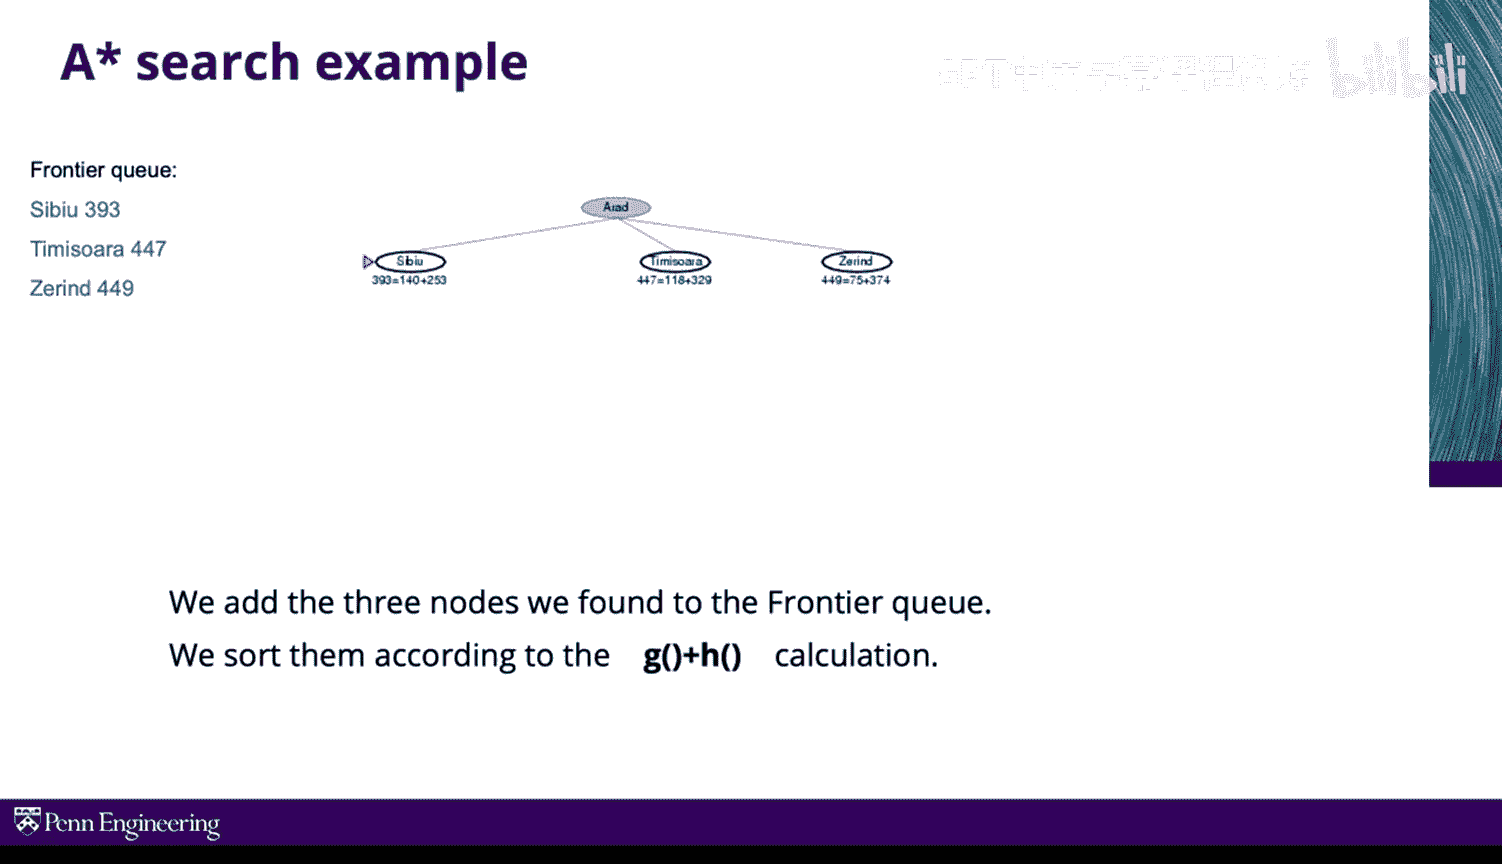 A* search example
bilibili
Frontier queue:
Sibiu 393
Timisoara 447
Zerind 449
Arad
Sibiu
Timisoara
Zerind
393=140+253
447=118+329
449=75+374
We add the three nodes we found to the Frontier queue.
We sort them according to the g()+h() calculation.
Penn Engineering